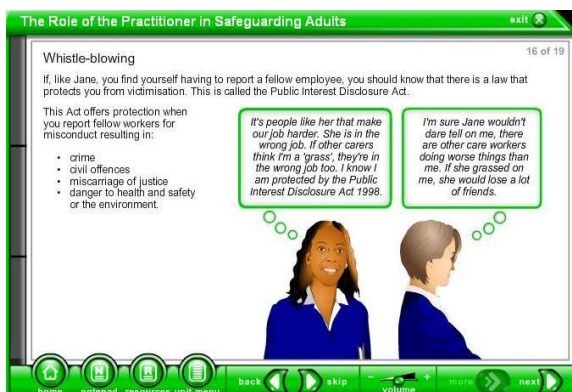 The Role of the Practitioner in Safeguarding Adults
exit
16 of 19
Whistle-blowing
If, like Jane, you find yourself having to report a fellow employee, you should know that there is a law that
protects you from victimisation. This is called the Public Interest Disclosure Act.
This Act offers protection when
you report fellow workers for
misconduct resulting in:
• crime
• civil offences
• miscarriage of justice
• danger to health and safety
or the environment.
It's people like her that make
our job harder. She is in the
wrong job. If other carers
think I'm a 'grass', they're in
the wrong job too. I know I
am protected by the Public
Interest Disclosure Act 1998.
I'm sure Jane wouldn't
dare tell on me, there
are other care workers
doing worse things than
me. If she grassed on
me, she would lose a lot
of friends.
N
R
home notepad resources unit menu
back skip
- +
volume
more
next